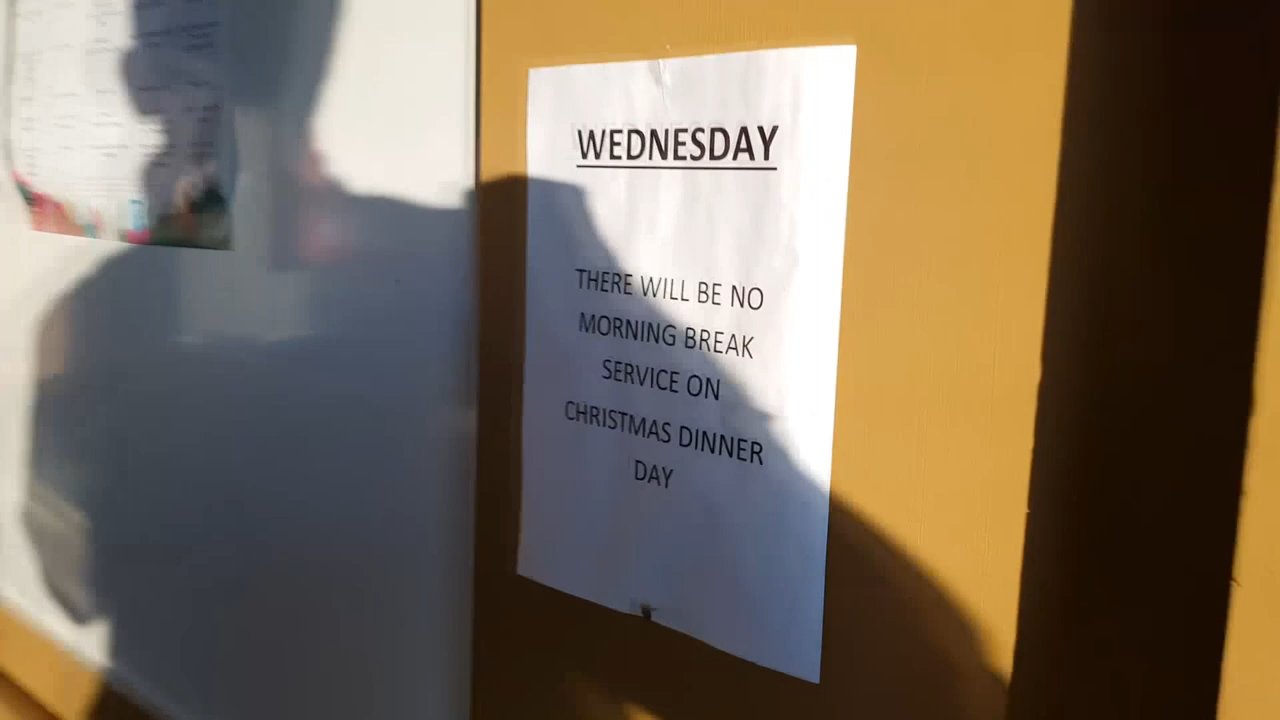 WEDNESDAY
THERE WILL BE NO
MORNING BREAK
SERVICE ON
CHRISTMAS DINNER
DAY